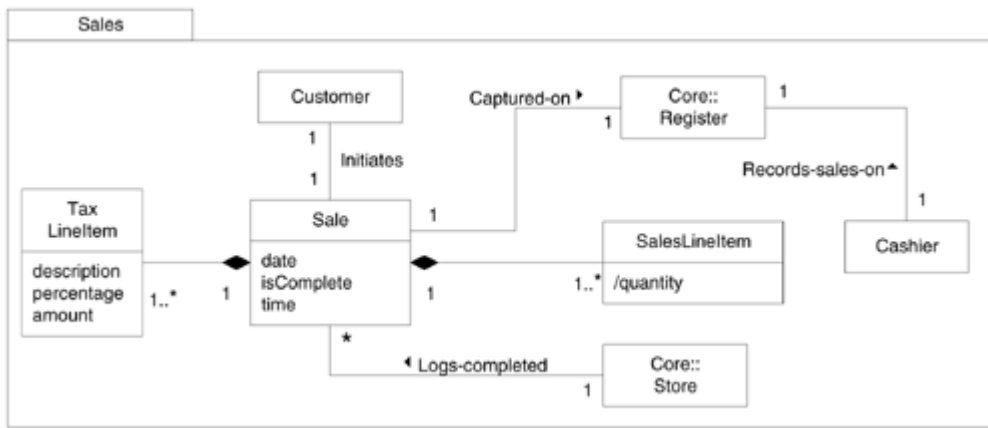 Sales
Customer
1
Initiates
1
Captured-on
1
1
Core::
Register
1
Records-sales-on
1
Cashier
Tax
LineItem
description
percentage
amount
1..*
1
Sale
date
isComplete
time
1
SalesLineItem
/quantity
1..*
*
Logs-completed
1
Core::
Store